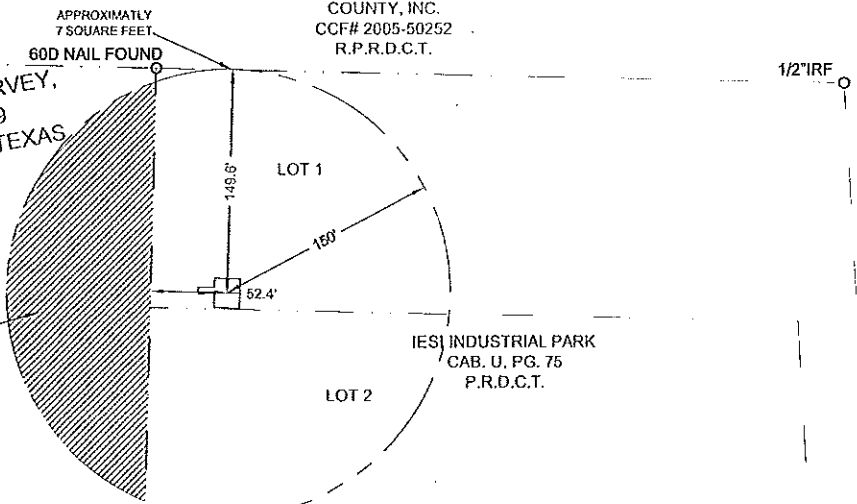 COUNTY, INC.
CCF# 2005-50252
R.P.R.D.C.T.
APPROXIMATLY
7 SQUARE FEET
60D NAIL FOUND
1/2"IRF
RVEY,
9
TEXAS
LOT 1
149.6'
150'
52.4'
IESI INDUSTRIAL PARK
CAB. U, PG. 75
P.R.D.C.T.
LOT 2